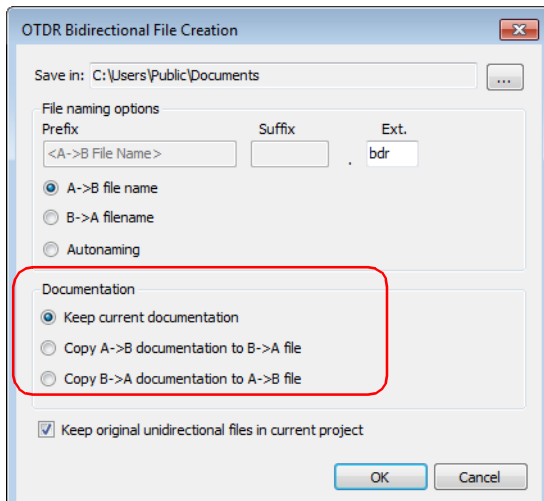 OTDR Bidirectional File Creation
Save in: C:\Users\Public\Documents ...
File naming options
Prefix Suffix Ext.
<A->B File Name> . bdr
A->B file name
B->A filename
Autonaming
Documentation
Keep current documentation
Copy A->B documentation to B->A file
Copy B->A documentation to A->B file
Keep original unidirectional files in current project
OK Cancel